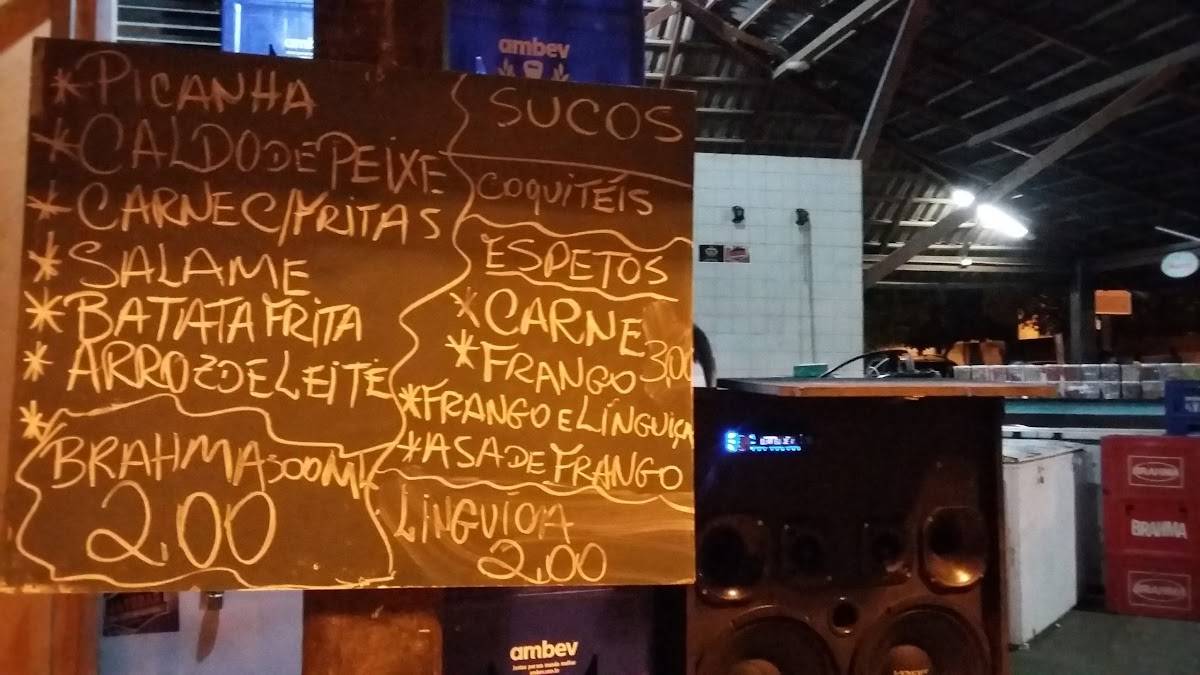 ambev
* PICANHA
* CALDO DE PEIXE
* CARNE C/ FRITAS
* SALAME
* BATATA FRITA
* ARROZ DE LEITE
* BRAHMA 300ML
2.00
SUCOS
COQUITÉIS
ESPETOS
* CARNE
* FRANGO 3,00
* FRANGO E LINGUIÇA
* ASA DE FRANGO
LINGUIÇA
2,00
ambev
BRAHMA
BRAHMA
BRAHMA